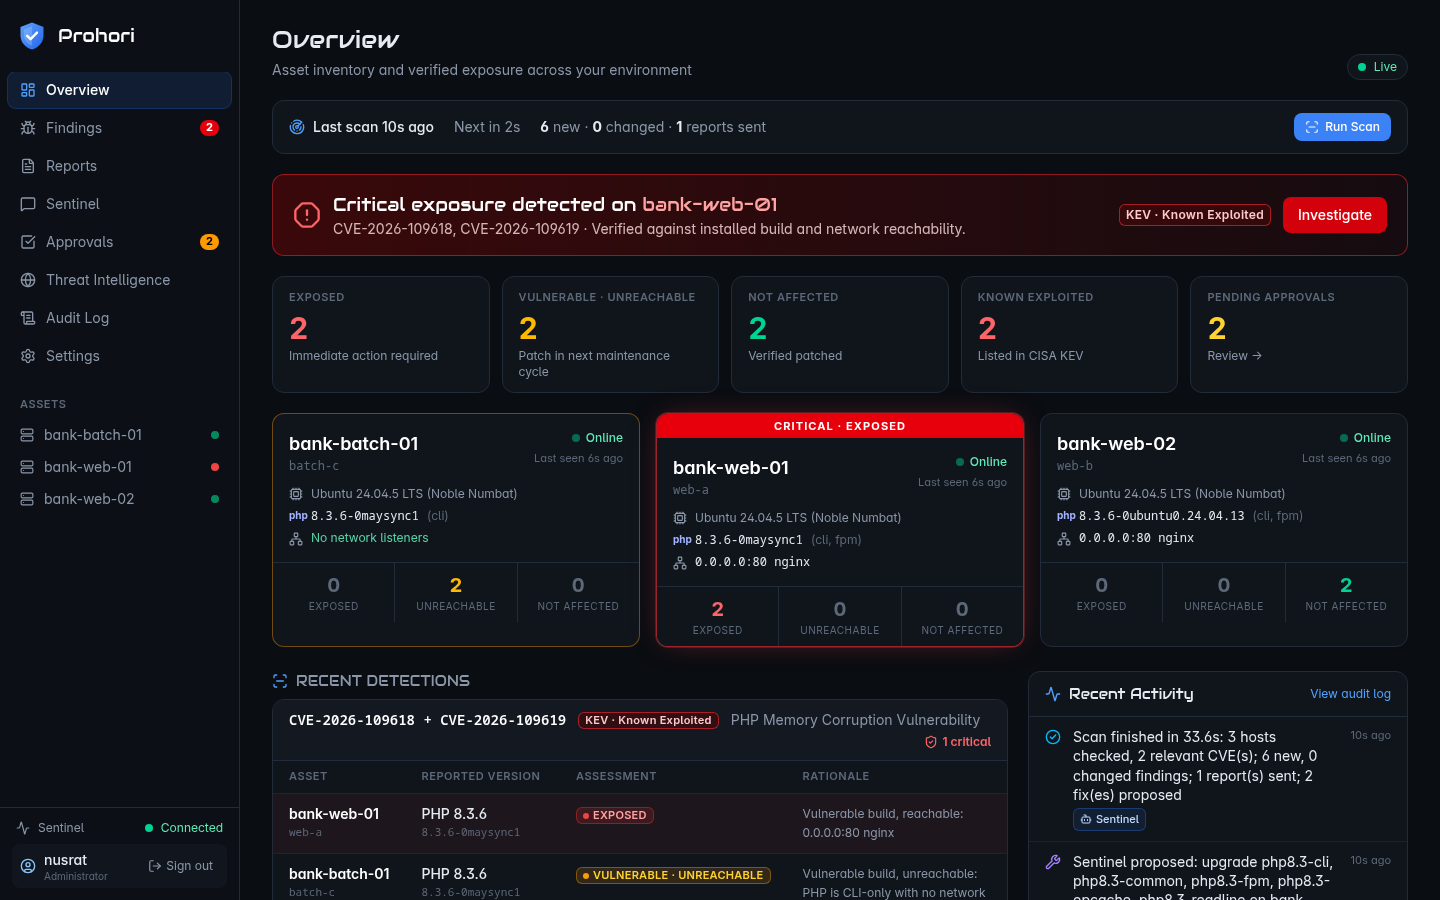 Prohori
Overview
Findings 2
Reports
Sentinel
Approvals 2
Threat Intelligence
Audit Log
Settings
ASSETS
bank-batch-01
bank-web-01
bank-web-02
Sentinel Connected
nusrat
Administrator
Sign out
Overview
Asset inventory and verified exposure across your environment
Live
Last scan 10s ago Next in 2s 6 new · 0 changed · 1 reports sent
Run Scan
Critical exposure detected on bank-web-01
CVE-2026-109618, CVE-2026-109619 · Verified against installed build and network reachability.
KEV · Known Exploited
Investigate
EXPOSED
2
Immediate action required
VULNERABLE · UNREACHABLE
2
Patch in next maintenance
cycle
NOT AFFECTED
2
Verified patched
KNOWN EXPLOITED
2
Listed in CISA KEV
PENDING APPROVALS
2
Review →
bank-batch-01
Online
batch-c
Last seen 6s ago
Ubuntu 24.04.5 LTS (Noble Numbat)
php 8.3.6-0maysync1 (cli)
No network listeners
0 2 0
EXPOSED UNREACHABLE NOT AFFECTED
CRITICAL · EXPOSED
bank-web-01
Online
web-a
Last seen 6s ago
Ubuntu 24.04.5 LTS (Noble Numbat)
php 8.3.6-0maysync1 (cli, fpm)
0.0.0.0:80 nginx
2 0 0
EXPOSED UNREACHABLE NOT AFFECTED
bank-web-02
Online
web-b
Last seen 6s ago
Ubuntu 24.04.5 LTS (Noble Numbat)
php 8.3.6-0ubuntu0.24.04.13 (cli, fpm)
0.0.0.0:80 nginx
0 0 2
EXPOSED UNREACHABLE NOT AFFECTED
RECENT DETECTIONS
CVE-2026-109618 + CVE-2026-109619 KEV · Known Exploited PHP Memory Corruption Vulnerability
1 critical
ASSET REPORTED VERSION ASSESSMENT RATIONALE
bank-web-01 PHP 8.3.6 EXPOSED Vulnerable build, reachable:
web-a 8.3.6-0maysync1 0.0.0.0:80 nginx
bank-batch-01 PHP 8.3.6 VULNERABLE · UNREACHABLE Vulnerable build, unreachable:
batch-c 8.3.6-0maysync1 PHP is CLI-only with no network
Recent Activity
View audit log
Scan finished in 33.6s: 3 hosts 10s ago
checked, 2 relevant CVE(s); 6 new, 0
changed findings; 1 report(s) sent; 2
fix(es) proposed
Sentinel
Sentinel proposed: upgrade php8.3-cli, 10s ago
php8.3-common, php8.3-fpm, php8.3-
opcache, php8.3-readline on bank-